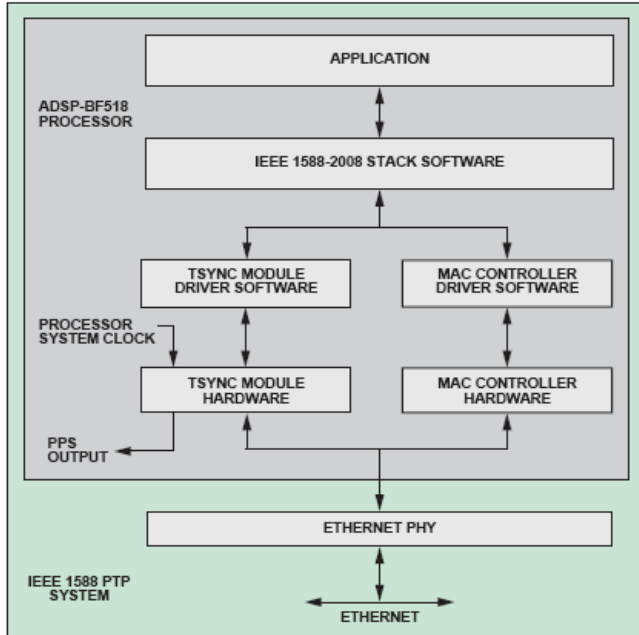 APPLICATION
ADSP-BF518
PROCESSOR
IEEE 1588-2008 STACK SOFTWARE
TSYNC MODULE
DRIVER SOFTWARE
MAC CONTROLLER
DRIVER SOFTWARE
PROCESSOR
SYSTEM CLOCK
TSYNC MODULE
HARDWARE
MAC CONTROLLER
HARDWARE
PPS
OUTPUT
ETHERNET PHY
IEEE 1588 PTP
SYSTEM
ETHERNET